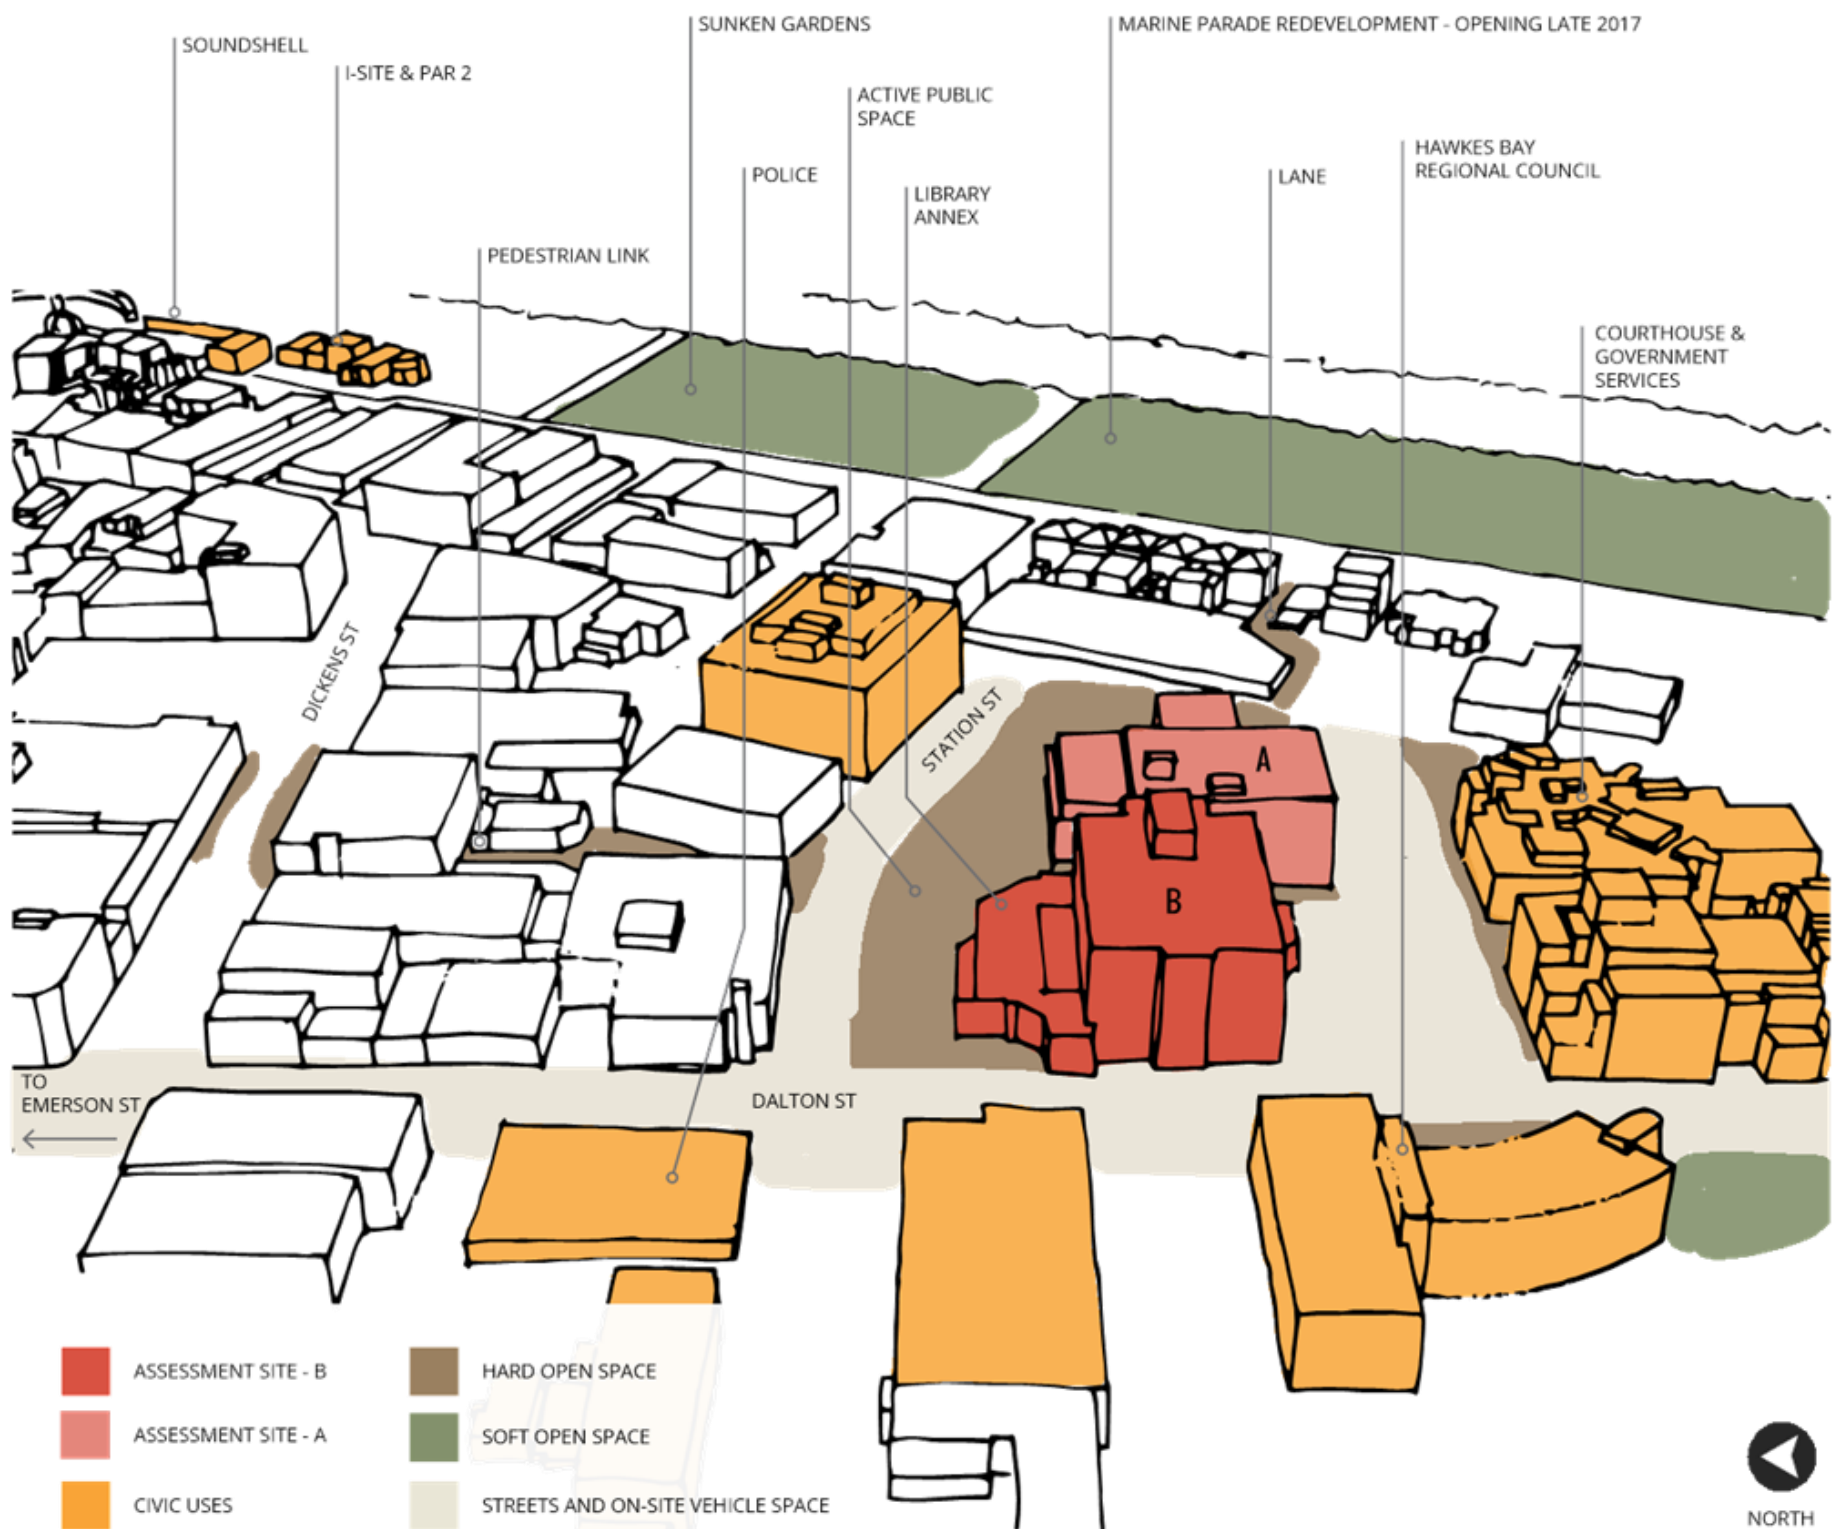 SOUNDSHELL
I-SITE & PAR 2
SUNKEN GARDENS
MARINE PARADE REDEVELOPMENT - OPENING LATE 2017
ACTIVE PUBLIC
SPACE
POLICE
LIBRARY
ANNEX
LANE
HAWKES BAY
REGIONAL COUNCIL
PEDESTRIAN LINK
COURTHOUSE &
GOVERNMENT
SERVICES
DICKENS ST
STATION ST
A
B
TO
EMERSON ST
DALTON ST
ASSESSMENT SITE - B
ASSESSMENT SITE - A
CIVIC USES
HARD OPEN SPACE
SOFT OPEN SPACE
STREETS AND ON-SITE VEHICLE SPACE
NORTH